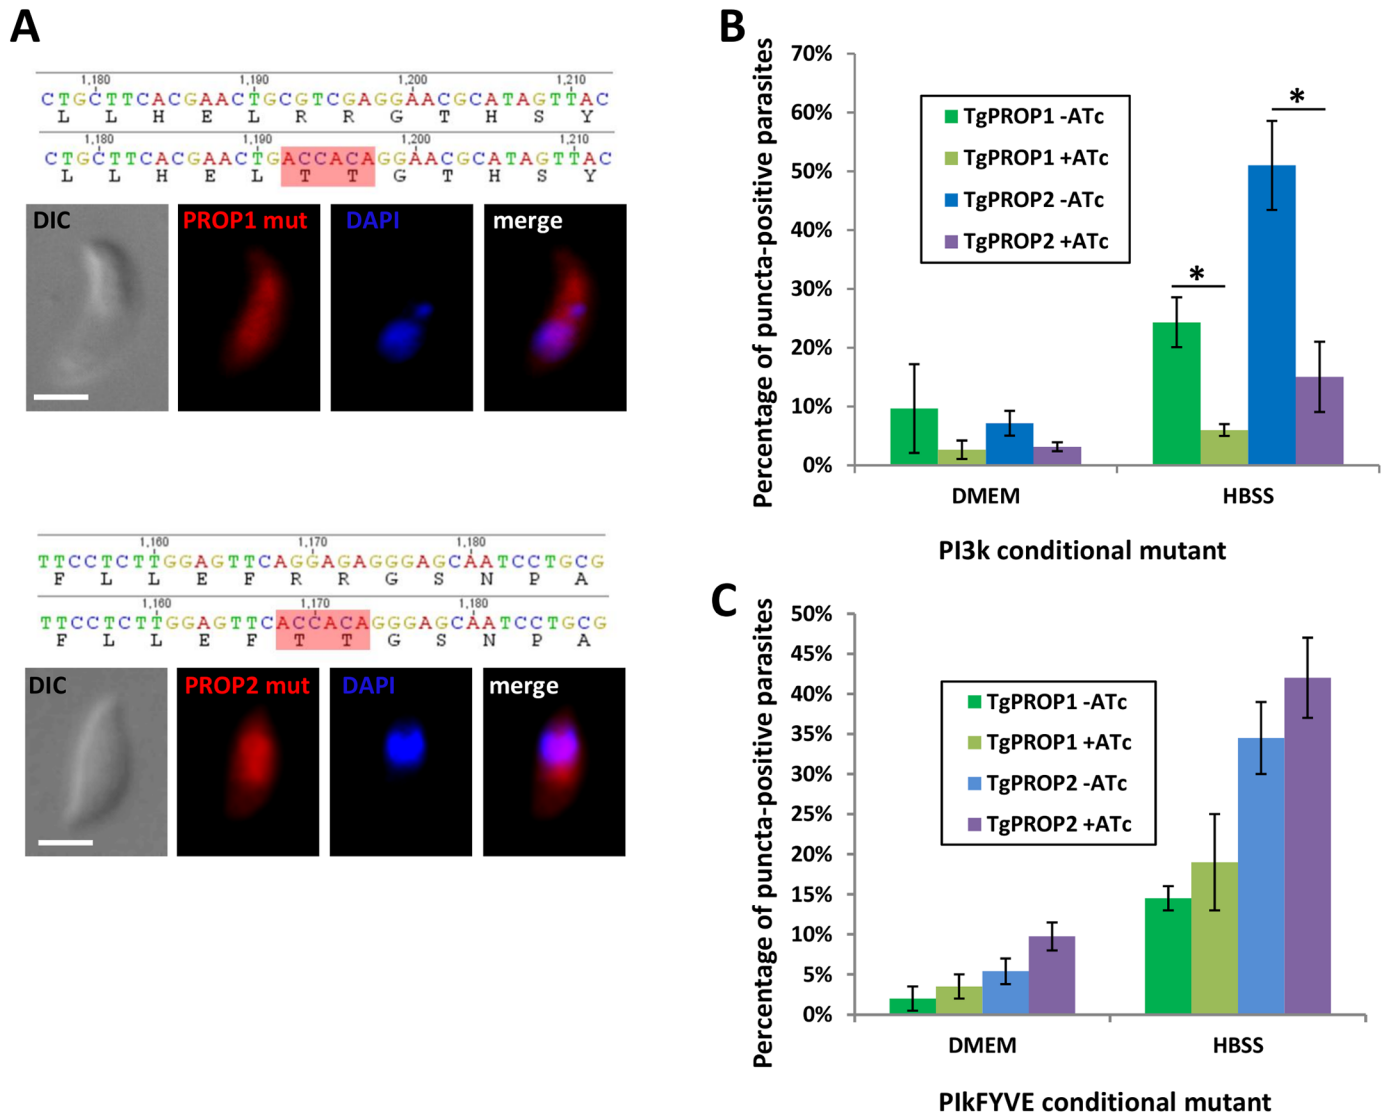 A
1,180 1,190 1,200 1,210
CTGCTTCACGAACTGCGTCGAGGAACGCATAGTTAC
L L H E L R R G T H S Y
1,180 1,190 1,200 1,210
CTGCTTCACGAACTGACCACAGGAACGCATAGTTAC
L L H E L T T G T H S Y
DIC PROP1 mut DAPI merge
1,160 1,170 1,180
TTCCTCTTGGAGTTCAGGAGAGGGAGCAATCCTGCG
F L L E F R R G S N P A
1,160 1,170 1,180
TTCCTCTTGGAGTTCACCACAGGGAGCAATCCTGCG
F L L E F T T G S N P A
DIC PROP2 mut DAPI merge
B
Percentage of puncta-positive parasites
70%
60%
50%
40%
30%
20%
10%
0%
TgPROP1 -ATc
TgPROP1 +ATc
TgPROP2 -ATc
TgPROP2 +ATc
*
*
DMEM HBSS
PI3k conditional mutant
C
Percentage of puncta-positive parasites
50%
45%
40%
35%
30%
25%
20%
15%
10%
5%
0%
TgPROP1 -ATc
TgPROP1 +ATc
TgPROP2 -ATc
TgPROP2 +ATc
DMEM HBSS
PIkFYVE conditional mutant